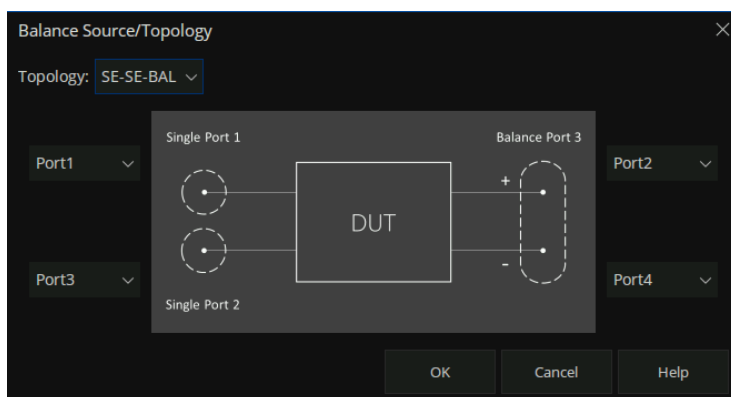 Balance Source/Topology
Topology: SE-SE-BAL
Single Port 1
Balance Port 3
Port1
Port2
+
DUT
Port3
-
Port4
Single Port 2
OK
Cancel
Help